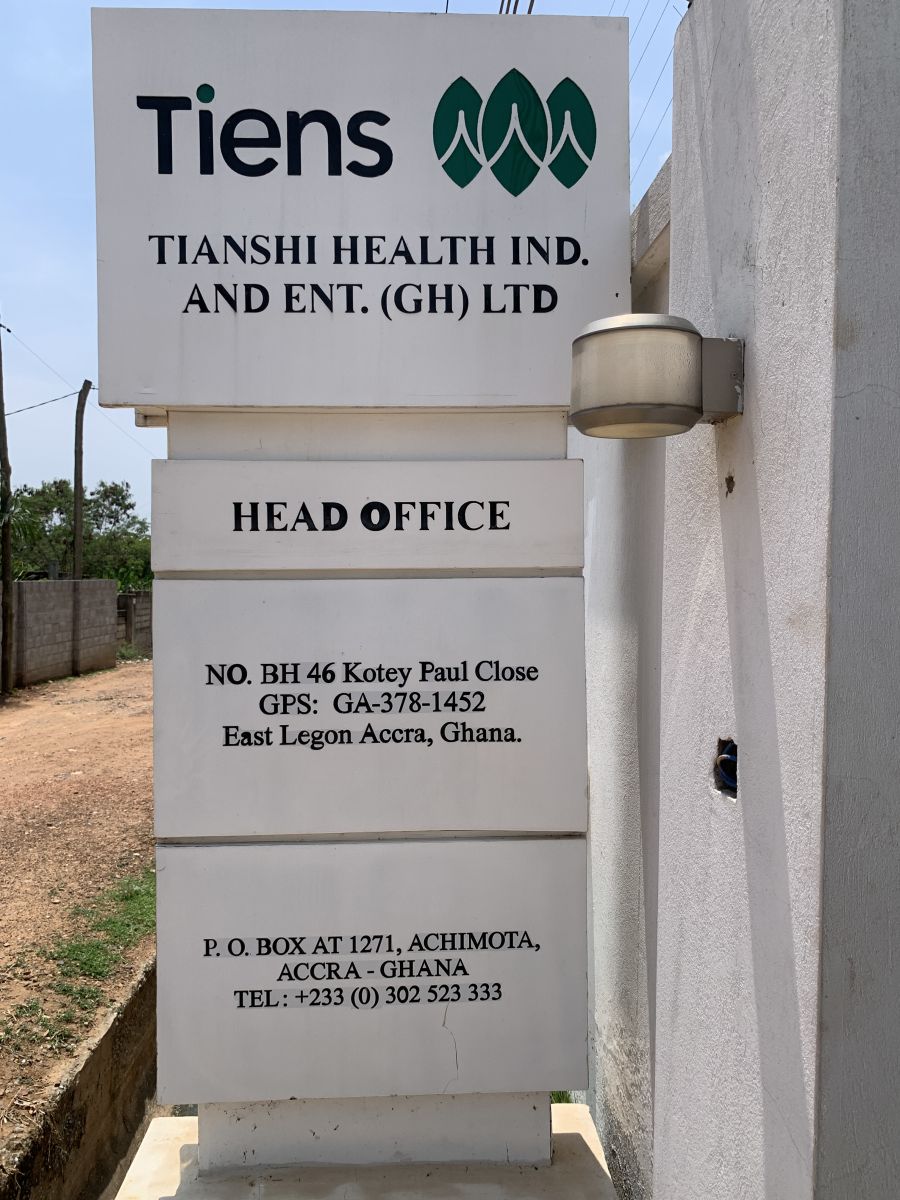 Tiens
TIANSHI HEALTH IND.
AND ENT. (GH) LTD
HEAD OFFICE
NO. BH 46 Kotey Paul Close
GPS: GA-378-1452
East Legon Accra, Ghana.
P. O. BOX AT 1271, ACHIMOTA,
ACCRA - GHANA
TEL : +233 (0) 302 523 333